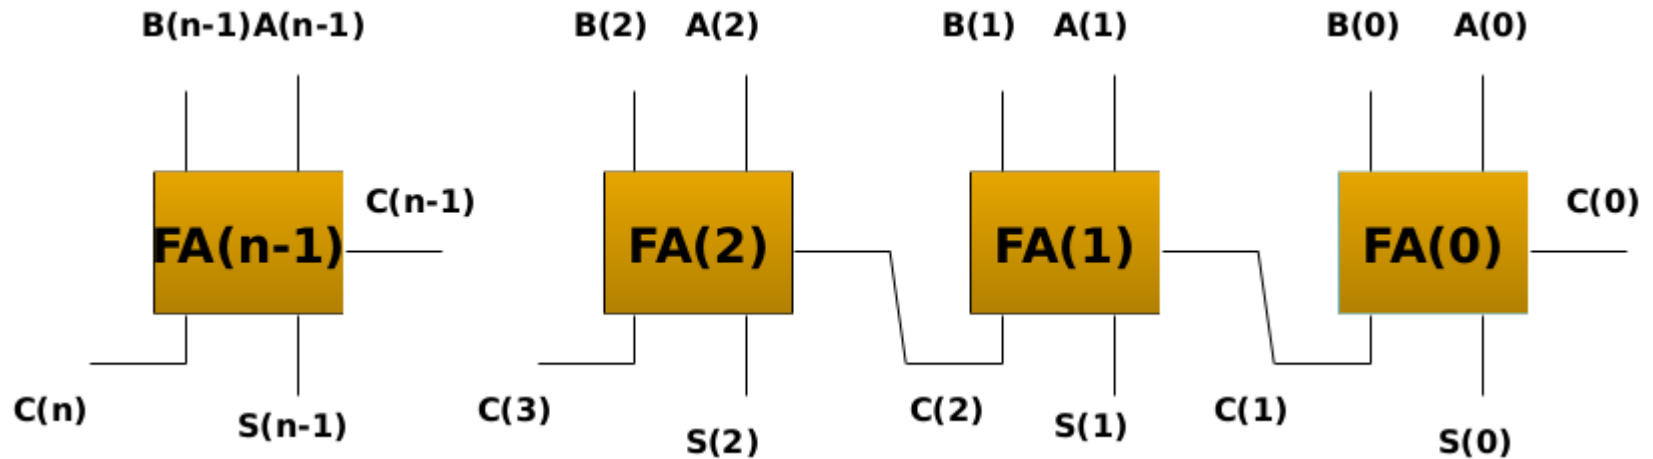 B(n-1) A(n-1) B(2) A(2) B(1) A(1) B(0) A(0)
C(n-1) C(0)
FA(n-1) FA(2) FA(1) FA(0)
C(n) C(3) C(2) C(1)
S(n-1) S(1)
S(2) S(0)